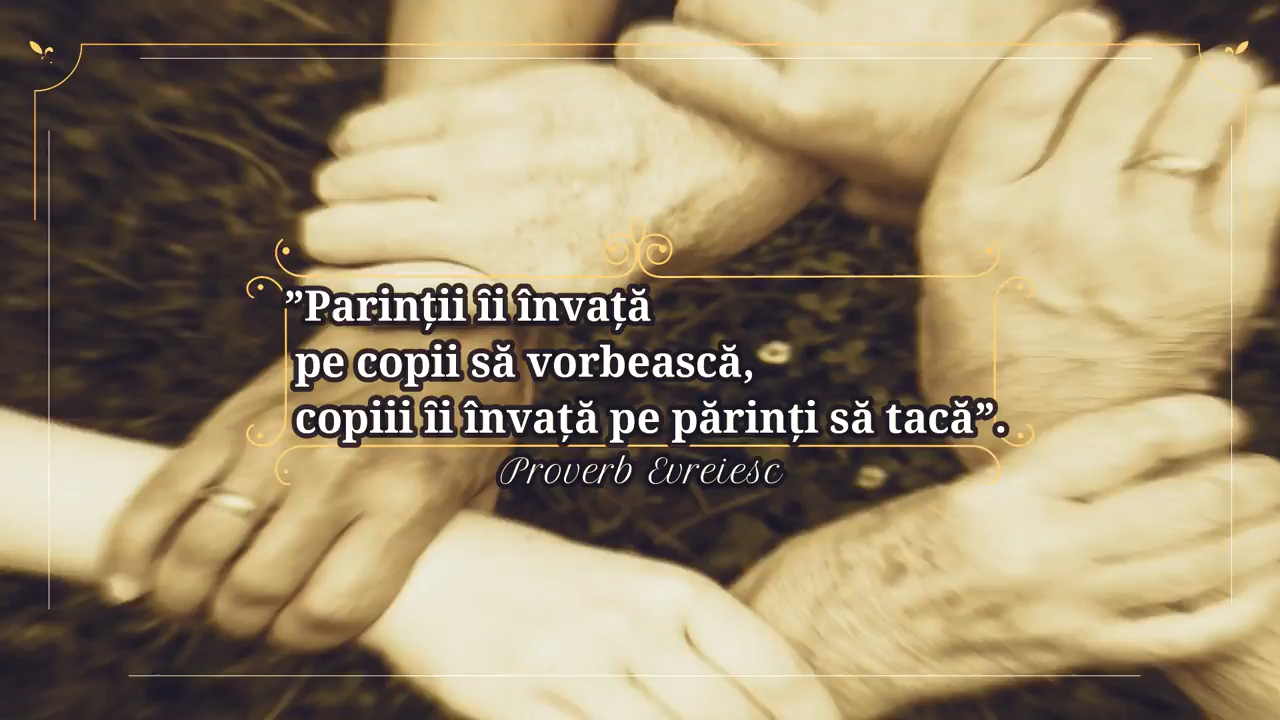 ”Parinții îi învață
pe copii să vorbească,
copiii îi învață pe părinți să tacă”.
Proverb Evreiesc